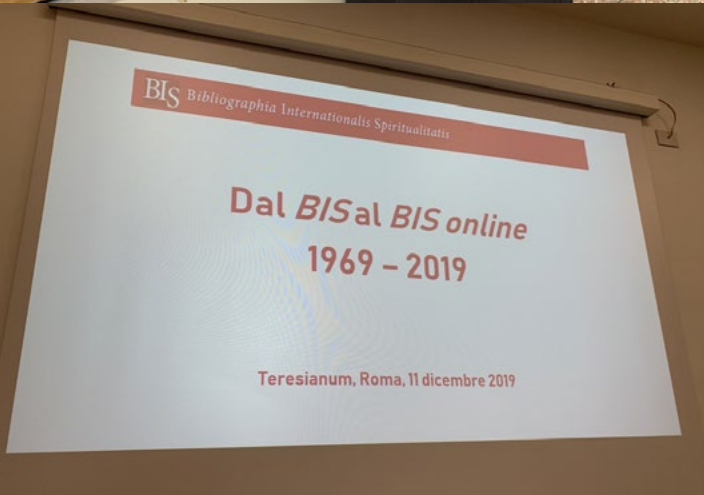 BIS Bibliographia Internationalis Spiritualitatis
Dal BIS al BIS online
1969 – 2019
Teresianum, Roma, 11 dicembre 2019